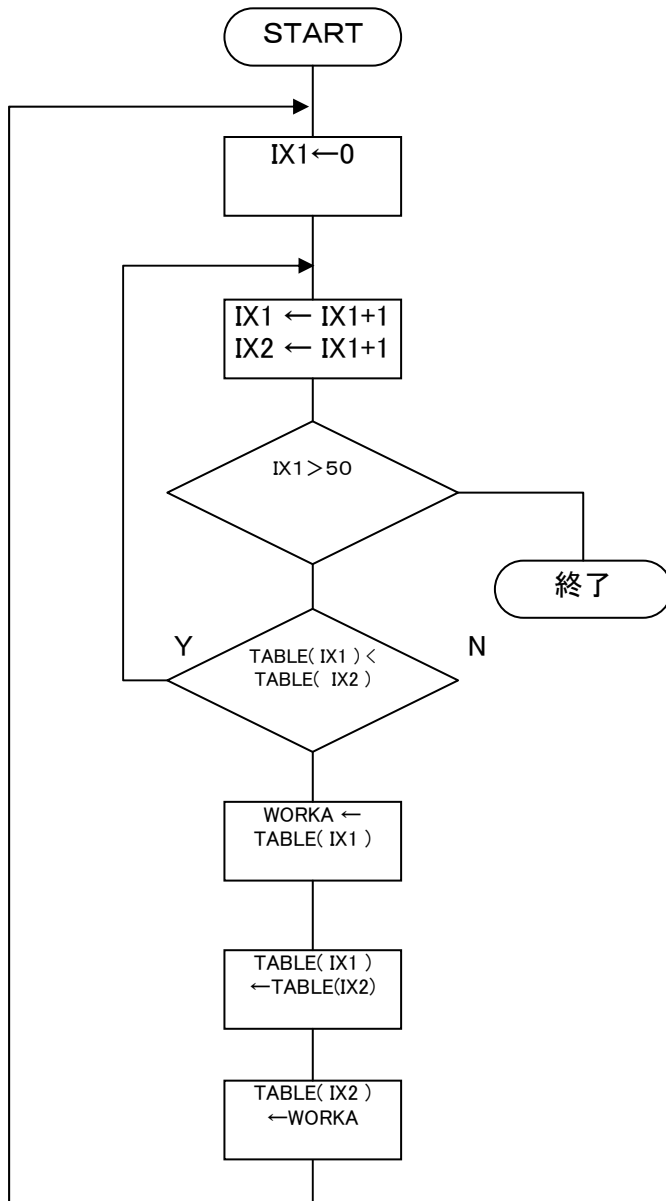 START
IX1←0
IX1 ← IX1+1
IX2 ← IX1+1
IX1>50
終了
Y
N
TABLE( IX1 ) <
TABLE( IX2 )
WORKA ←
TABLE( IX1 )
TABLE( IX1 )
←TABLE(IX2)
TABLE( IX2 )
←WORKA